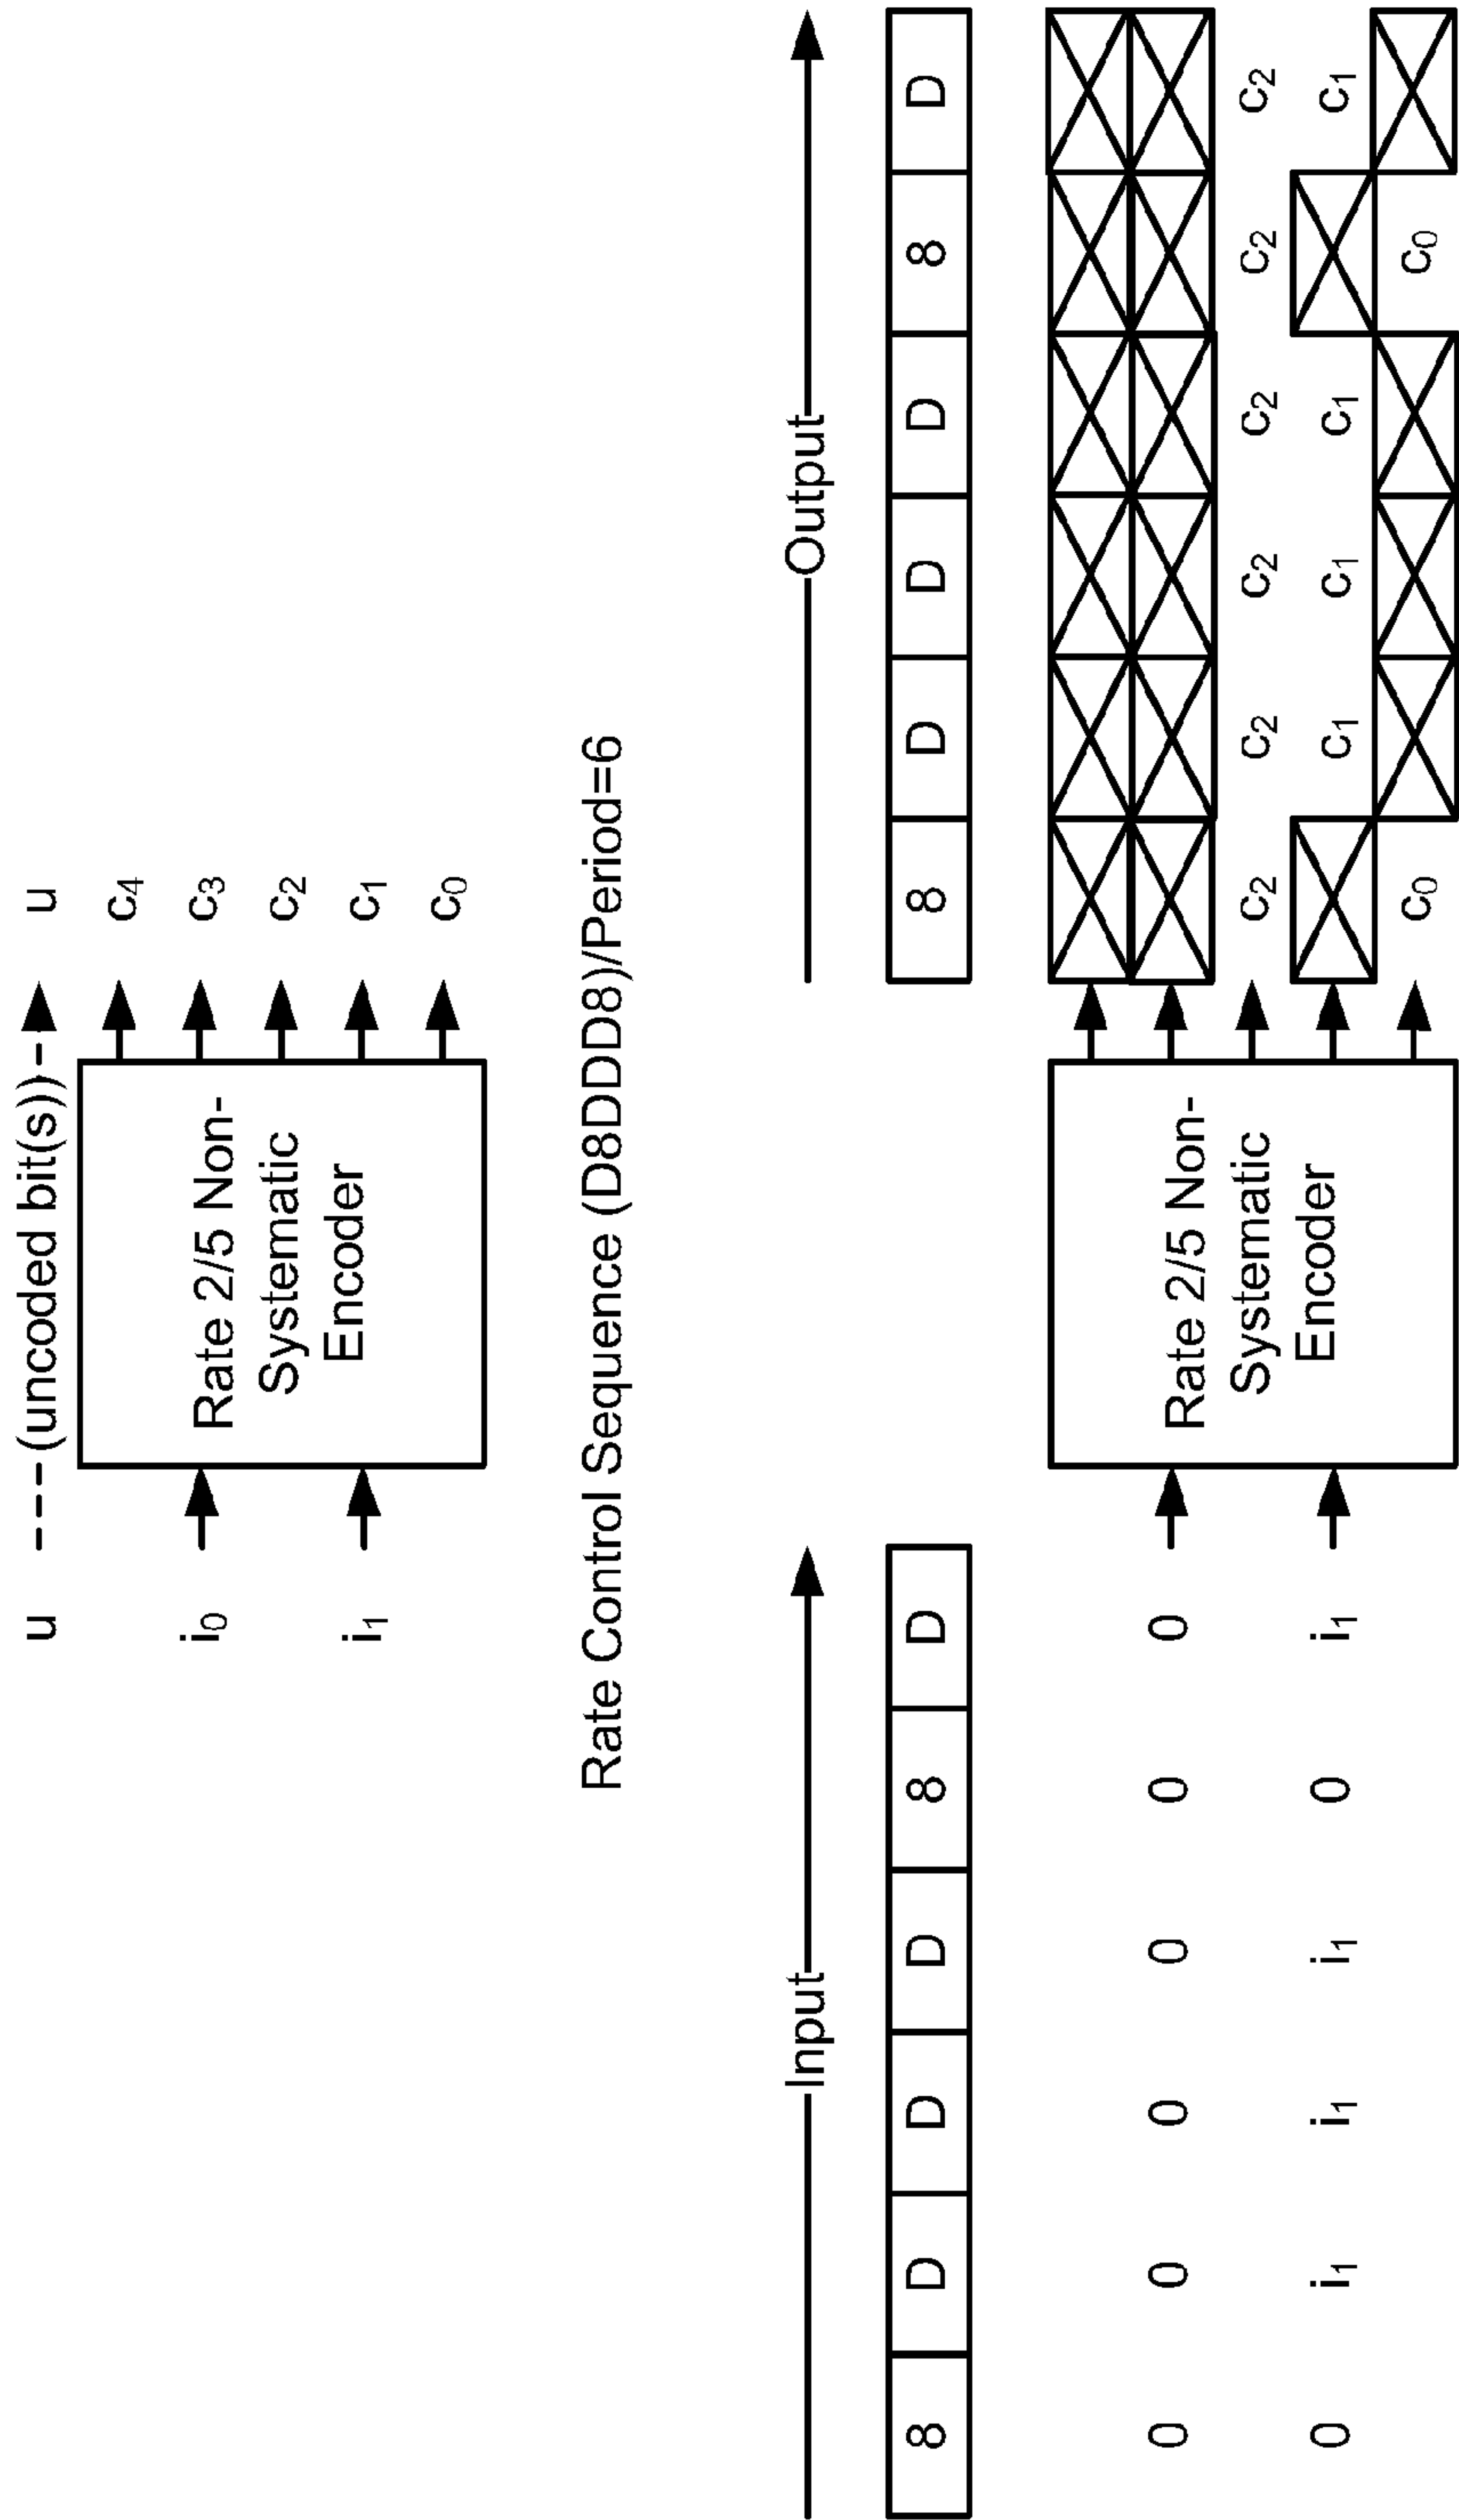 u (uncoded bit(s)) u
c₄
i₀ Rate 2/5 Non- c₃
Systematic c₂
i₁ Encoder c₁
c₀
Rate Control Sequence (D8DDD8)/Period=6
Input Output
8 D D D 8 D 8 D D D 8 D
0 0 0 0 0 0 Rate 2/5 Non-
Systematic c₂ c₂ c₂ c₂ c₂ c₂
0 i₁ i₁ i₁ 0 i₁ Encoder c₁ c₁ c₁ c₁
c₀ c₀